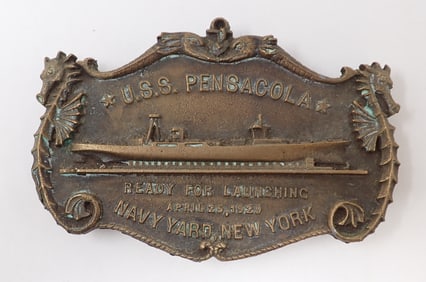 U.S.S. PENSACOLA
READY FOR LAUNCHING
APRIL 25, 1929
NAVY YARD, NEW YORK